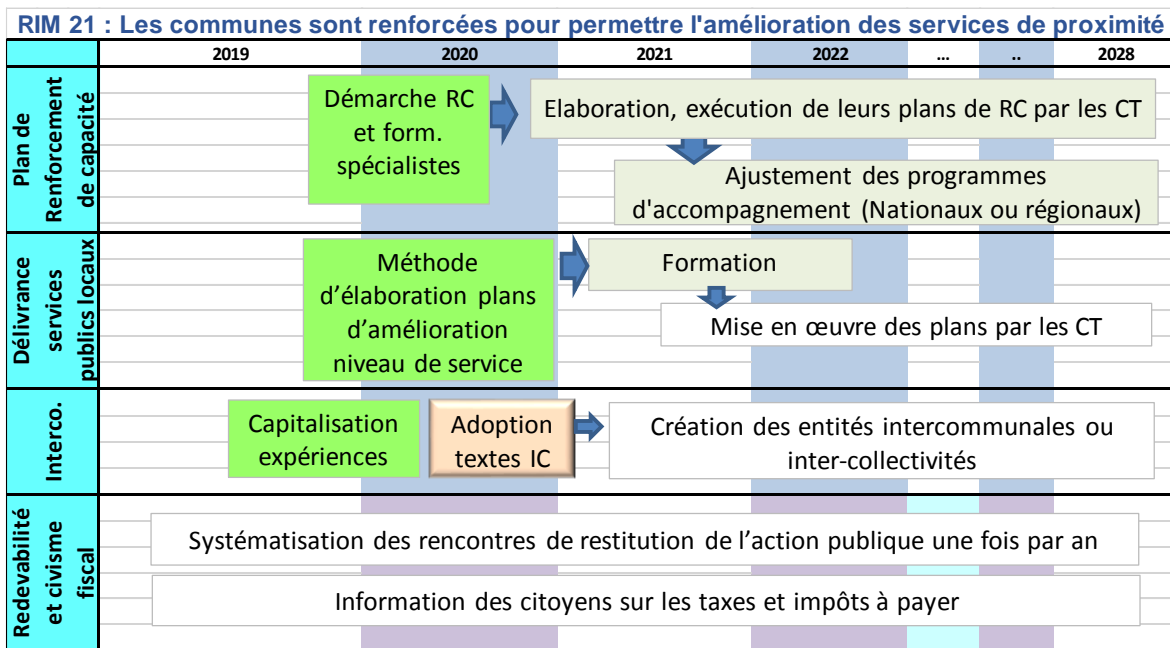 RIM 21 : Les communes sont renforcées pour permettre l'amélioration des services de proximité
2019 2020 2021 2022 ... .. 2028
Plan de
Renforcement
de capacité
Démarche RC
et form.
spécialistes
Elaboration, exécution de leurs plans de RC par les CT
Ajustement des programmes
d'accompagnement (Nationaux ou régionaux)
Délivrance
services
publics locaux
Méthode
d’élaboration plans
d’amélioration
niveau de service
Formation
Mise en œuvre des plans par les CT
Interco.
Capitalisation
expériences
Adoption
textes IC
Création des entités intercommunales ou
inter-collectivités
Redevabilité
et civisme
fiscal
Systématisation des rencontres de restitution de l’action publique une fois par an
Information des citoyens sur les taxes et impôts à payer